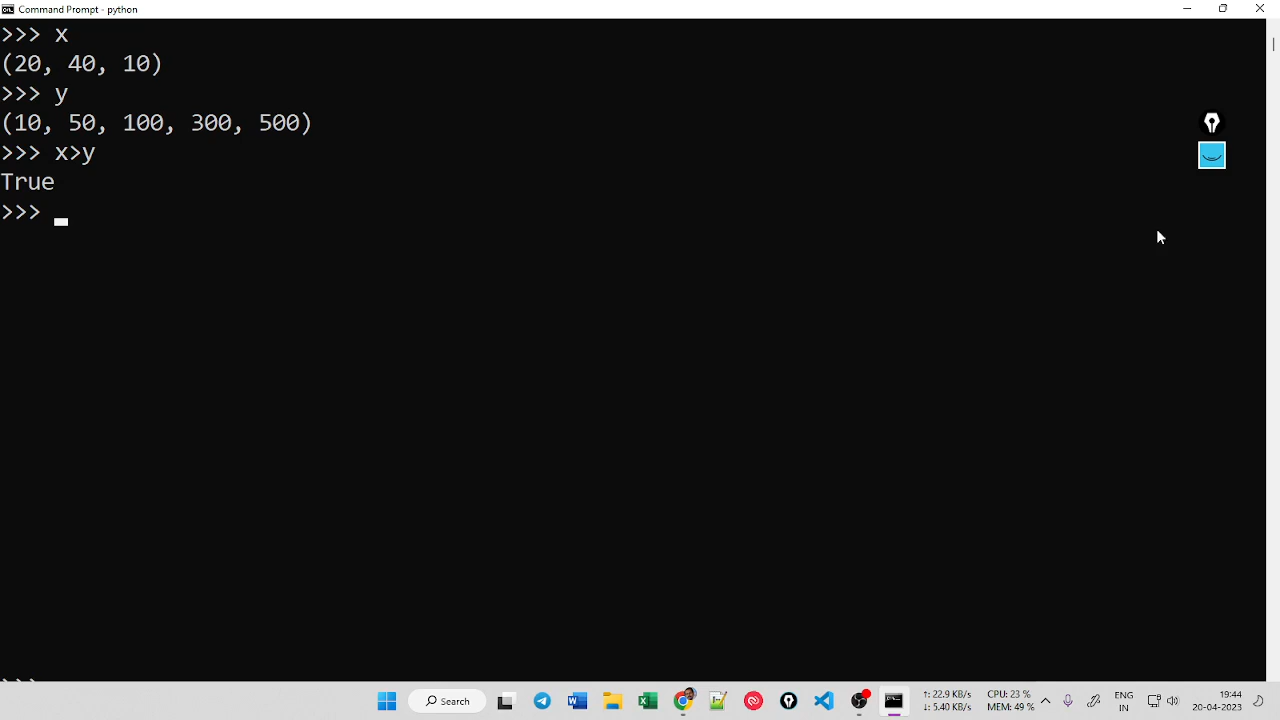 Command Prompt - python
>>> x
(20, 40, 10)
>>> y
(10, 50, 100, 300, 500)
>>> x>y
True
>>>
>>>
Search
↑: 22.9 KB/s
↓: 5.40 KB/s
CPU: 23 %
MEM: 49 %
ENG
IN
19:44
20-04-2023